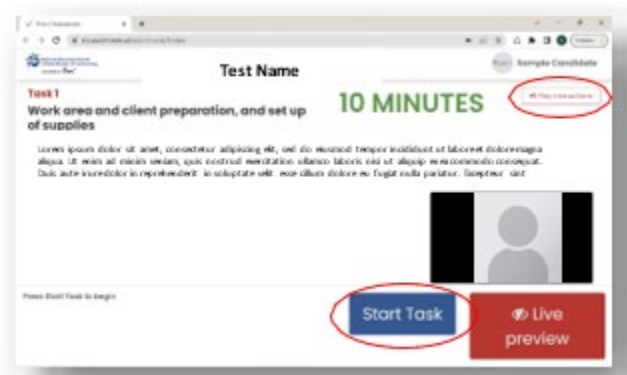 Test Name
Sample Candidate
Task 1
10 MINUTES
Play instructions
Work area and client preparation, and set up
of supplies
Lorem ipsum dolor sit amet, consectetur adipiscing elit, sed do eiusmod tempor incididunt ut labore et dolore magna
aliqua. Ut enim ad minim veniam, quis nostrud exercitation ullamco laboris nisi ut aliquip ex ea commodo consequat.
Duis aute irure dolor in reprehenderit in voluptate velit esse cillum dolore eu fugiat nulla pariatur. Excepteur sint
Press Start Task to begin
Start Task
Live
preview